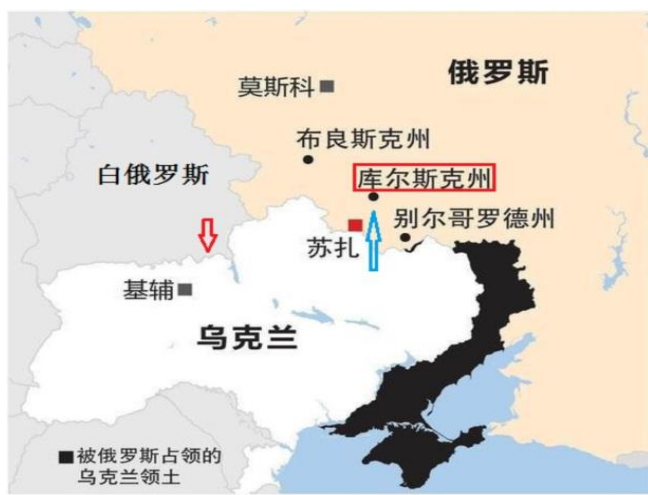 俄罗斯
莫斯科
布良斯克州
白俄罗斯
库尔斯克州
别尔哥罗德州
苏扎
基辅
乌克兰
被俄罗斯占领的
乌克兰领土